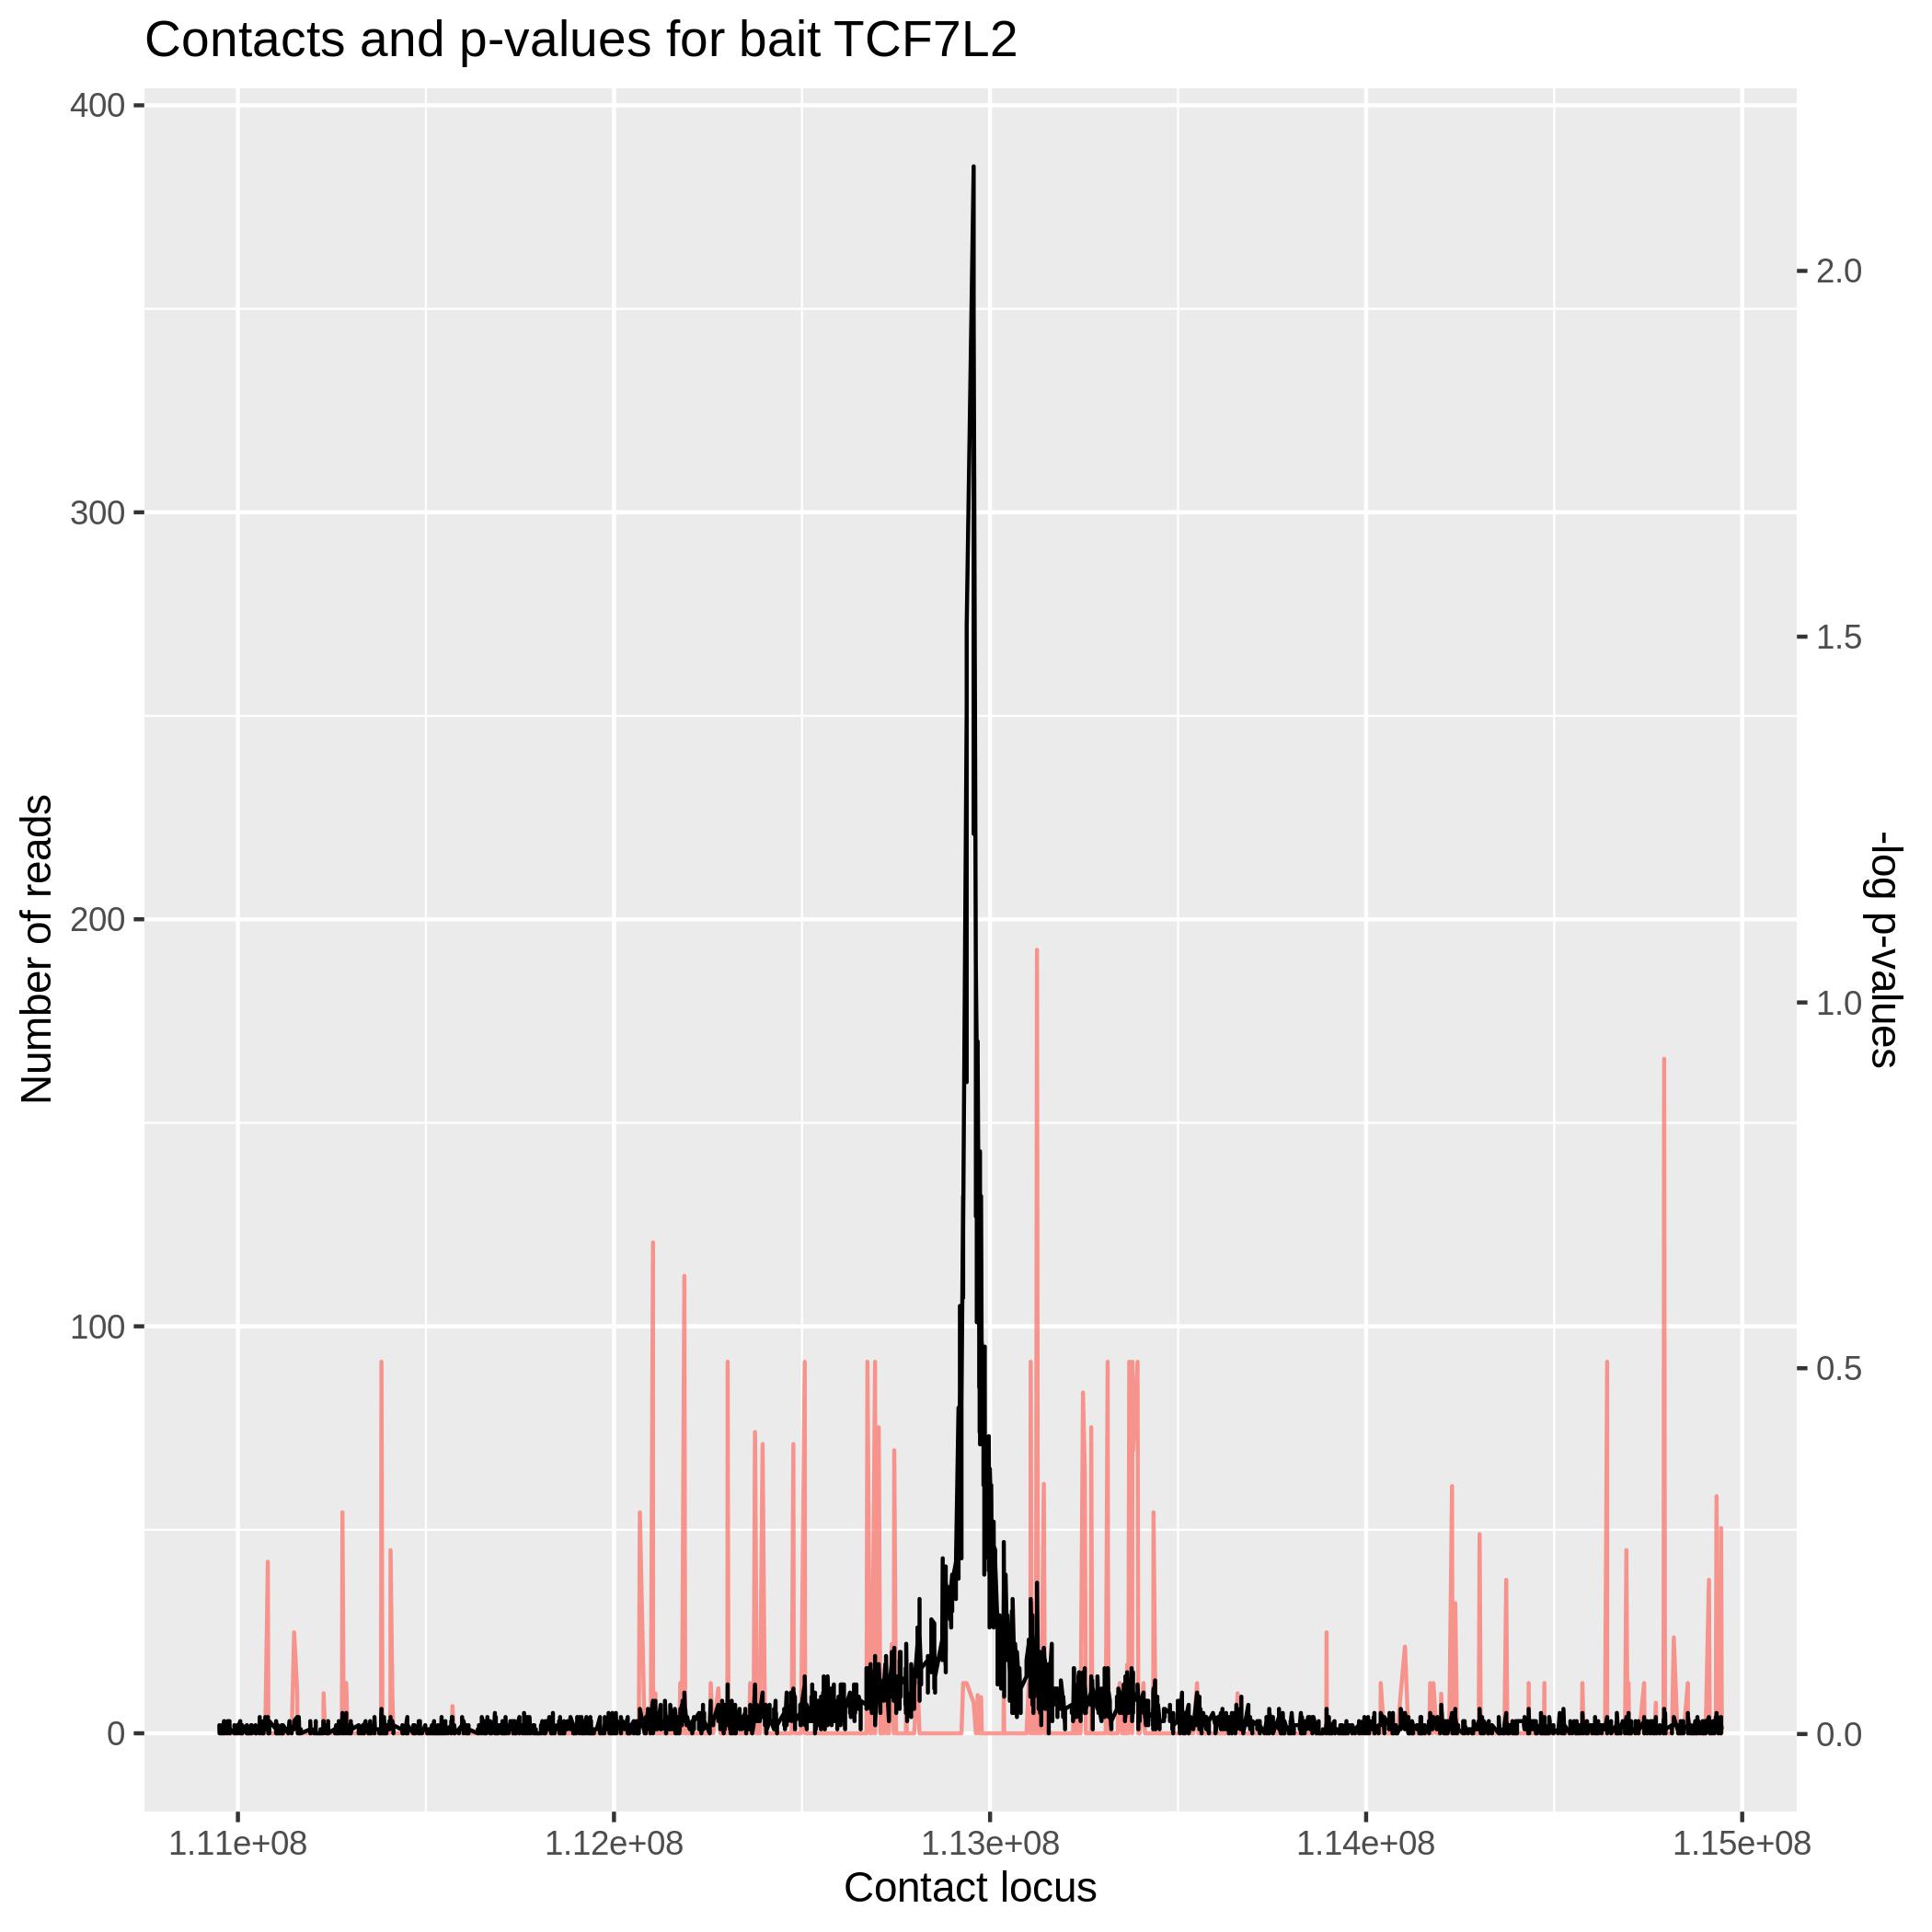 Contacts and p-values for bait TCF7L2
400
300
200
100
0
Number of reads
2.0
1.5
1.0
0.5
0.0
-log p-values
1.11e+08 1.12e+08 1.13e+08 1.14e+08 1.15e+08
Contact locus